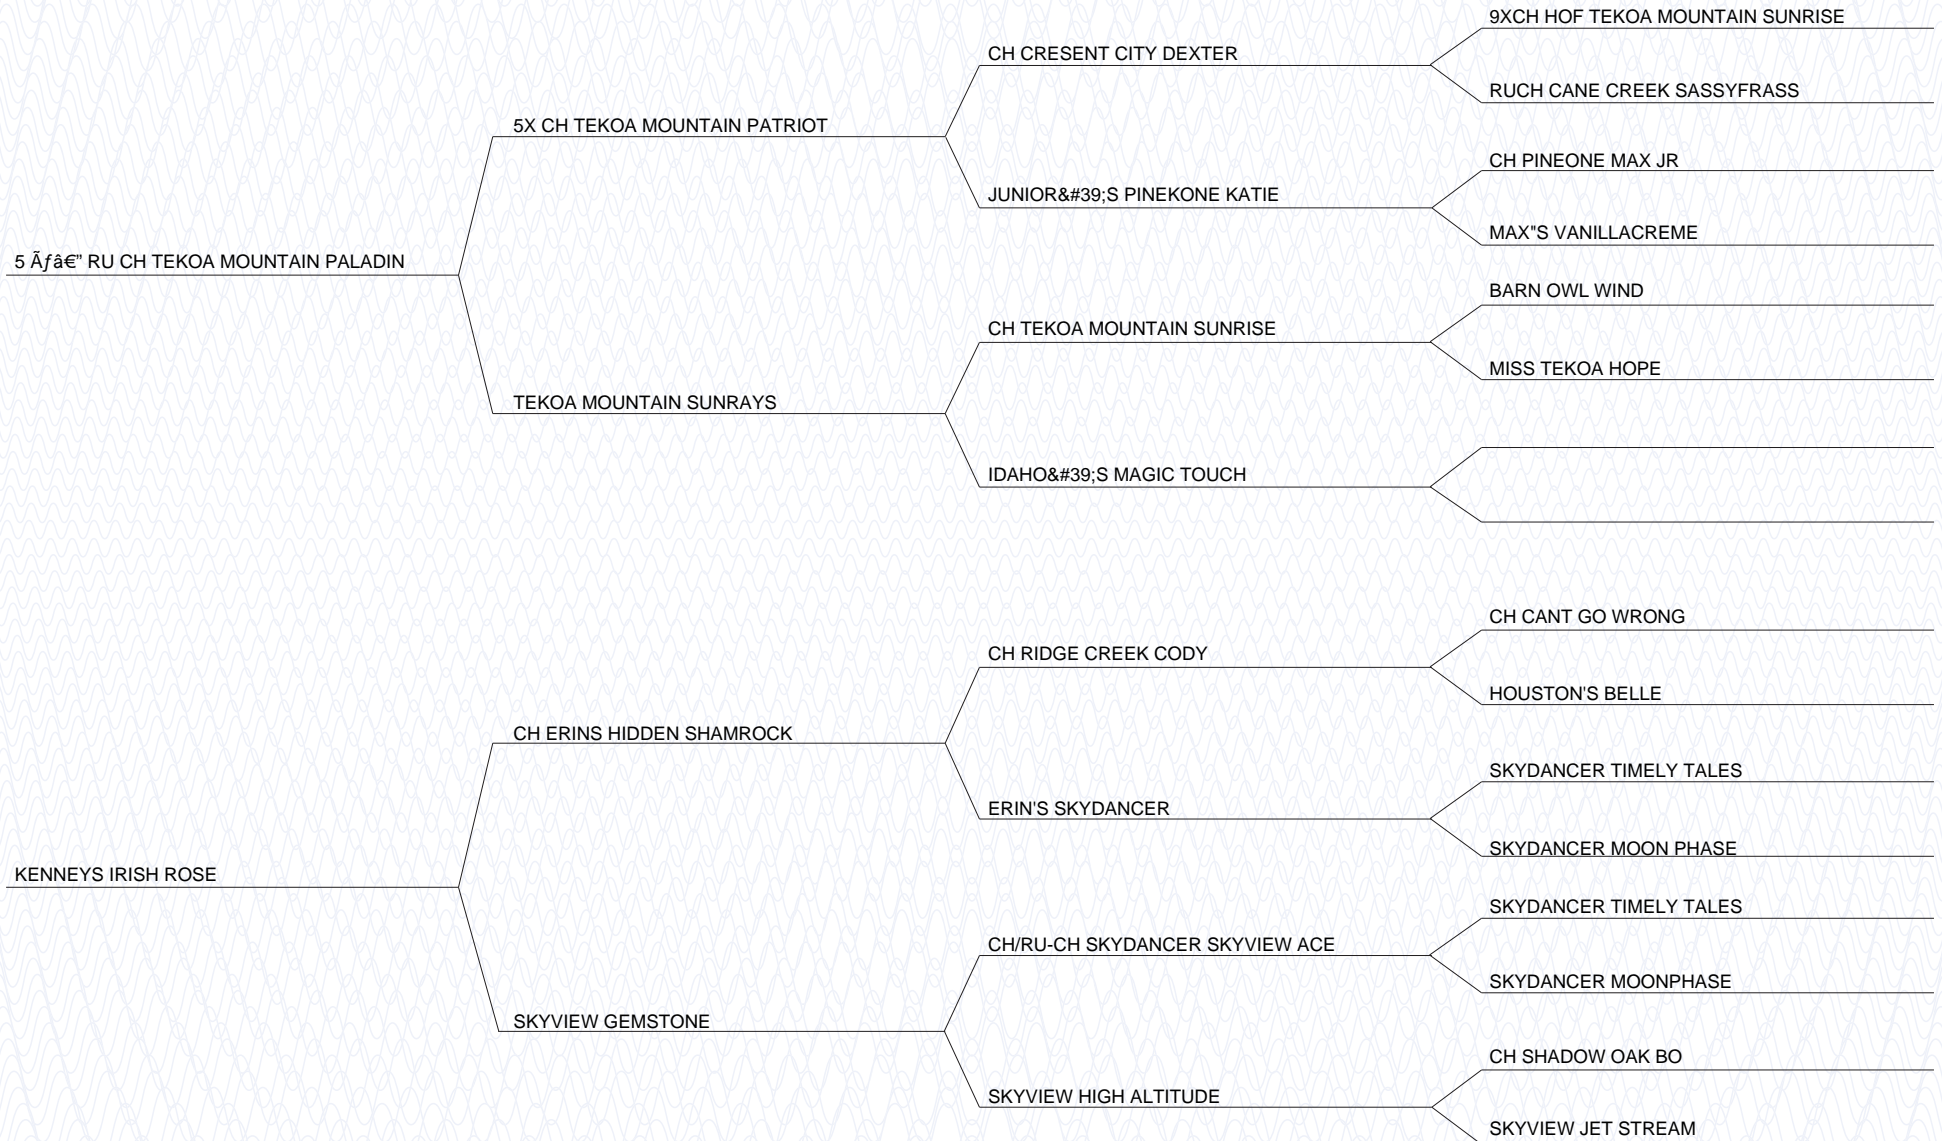 9XCH HOF TEKOA MOUNTAIN SUNRISE
CH CRESENT CITY DEXTER
RUCH CANE CREEK SASSYFRASS
5X CH TEKOA MOUNTAIN PATRIOT
CH PINEONE MAX JR
JUNIOR&#39;S PINEKONE KATIE
MAX"S VANILLACREME
5 Ãƒâ€” RU CH TEKOA MOUNTAIN PALADIN
BARN OWL WIND
CH TEKOA MOUNTAIN SUNRISE
MISS TEKOA HOPE
TEKOA MOUNTAIN SUNRAYS
IDAHO&#39;S MAGIC TOUCH
CH CANT GO WRONG
CH RIDGE CREEK CODY
HOUSTON'S BELLE
CH ERINS HIDDEN SHAMROCK
SKYDANCER TIMELY TALES
ERIN'S SKYDANCER
SKYDANCER MOON PHASE
KENNEYS IRISH ROSE
SKYDANCER TIMELY TALES
CH/RU-CH SKYDANCER SKYVIEW ACE
SKYDANCER MOONPHASE
SKYVIEW GEMSTONE
CH SHADOW OAK BO
SKYVIEW HIGH ALTITUDE
SKYVIEW JET STREAM